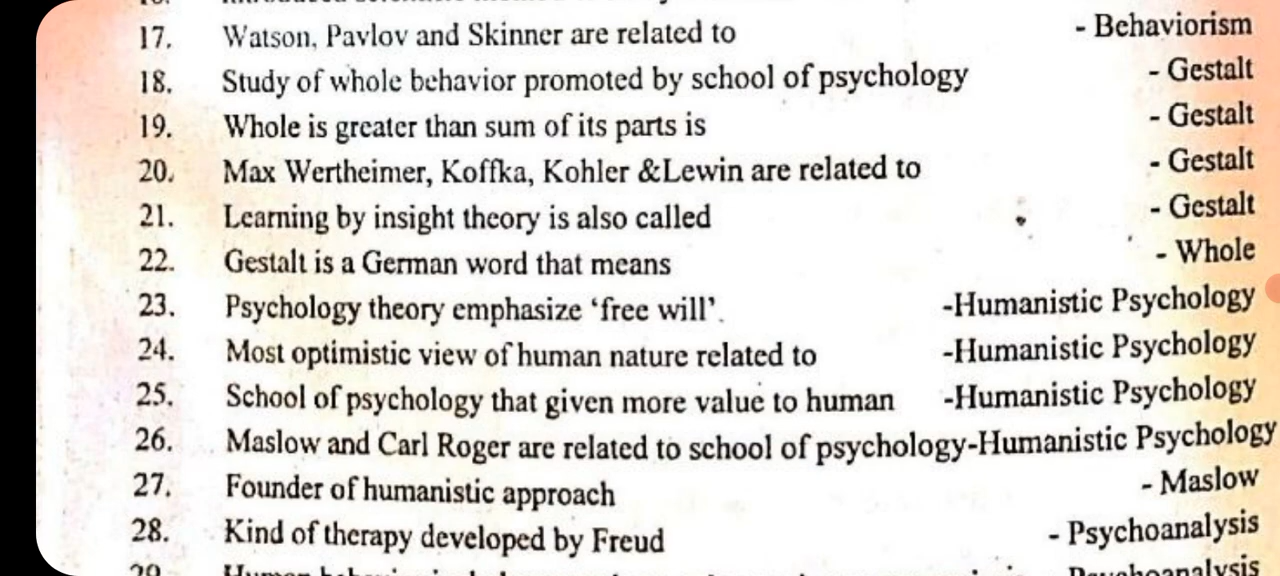 17. Watson, Pavlov and Skinner are related to - Behaviorism
18. Study of whole behavior promoted by school of psychology - Gestalt
19. Whole is greater than sum of its parts is - Gestalt
20. Max Wertheimer, Koffka, Kohler &Lewin are related to - Gestalt
21. Learning by insight theory is also called - Gestalt
22. Gestalt is a German word that means - Whole
23. Psychology theory emphasize ‘free will’. -Humanistic Psychology
24. Most optimistic view of human nature related to -Humanistic Psychology
25. School of psychology that given more value to human -Humanistic Psychology
26. Maslow and Carl Roger are related to school of psychology-Humanistic Psychology
27. Founder of humanistic approach - Maslow
28. Kind of therapy developed by Freud - Psychoanalysis
29. Human Psychoanalysis